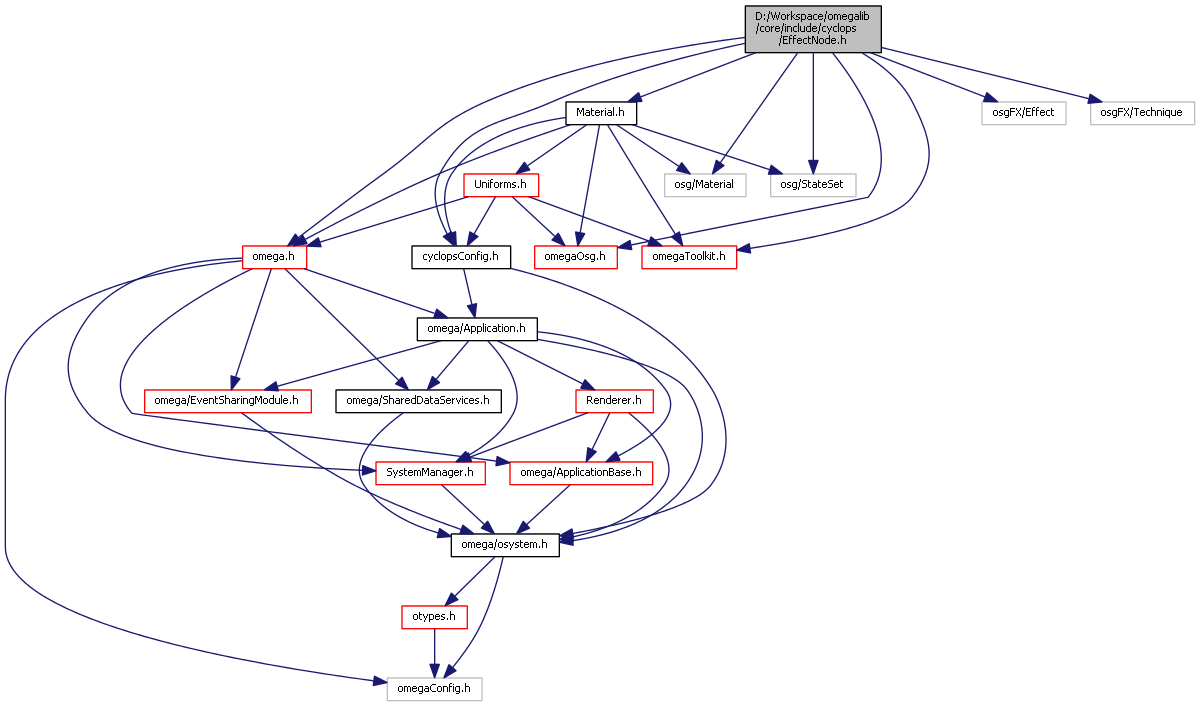 D:/Workspace/omegalib
/core/include/cyclops
/EffectNode.h
Material.h
osgFX/Effect
osgFX/Technique
Uniforms.h
osg/Material
osg/StateSet
omega.h
cyclopsConfig.h
omegaOsg.h
omegaToolkit.h
omega/Application.h
omega/EventSharingModule.h
omega/SharedDataServices.h
Renderer.h
SystemManager.h
omega/ApplicationBase.h
omega/osystem.h
otypes.h
omegaConfig.h